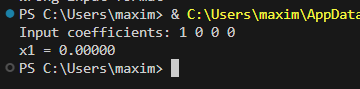 PS C:\Users\maxim> & C:\Users\maxim\AppData
Input coefficients: 1 0 0 0
x1 = 0.00000
PS C:\Users\maxim>